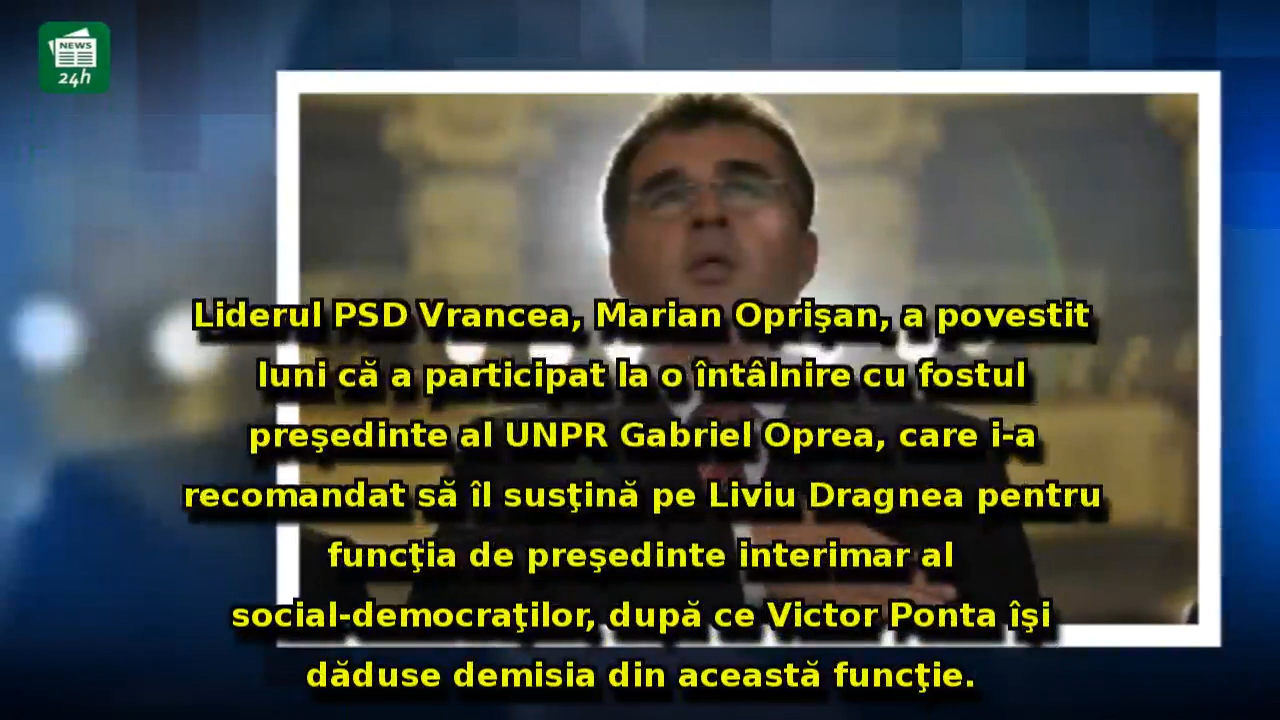 NEWS
24h
Liderul PSD Vrancea, Marian Oprişan, a povestit
luni că a participat la o întâlnire cu fostul
preşedinte al UNPR Gabriel Oprea, care i-a
recomandat să îl susţină pe Liviu Dragnea pentru
funcţia de preşedinte interimar al
social-democraţilor, după ce Victor Ponta îşi
dăduse demisia din această funcţie.